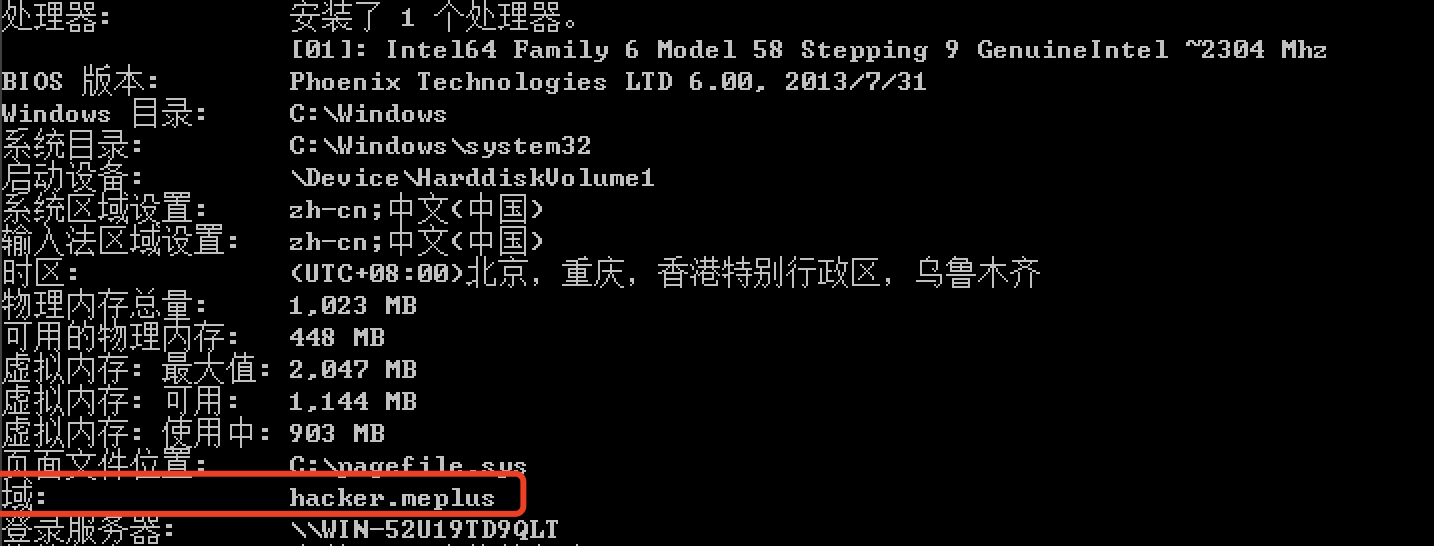 处理器:           安装了 1 个处理器。
                  [01]: Intel64 Family 6 Model 58 Stepping 9 GenuineIntel ~2304 Mhz
BIOS 版本:        Phoenix Technologies LTD 6.00, 2013/7/31
Windows 目录:     C:\Windows
系统目录:         C:\Windows\system32
启动设备:         \Device\HarddiskVolume1
系统区域设置:     zh-cn;中文(中国)
输入法区域设置:   zh-cn;中文(中国)
时区:             (UTC+08:00)北京，重庆，香港特别行政区，乌鲁木齐
物理内存总量:     1,023 MB
可用的物理内存:   448 MB
虚拟内存: 最大值: 2,047 MB
虚拟内存: 可用:   1,144 MB
虚拟内存: 使用中: 903 MB
页面文件位置:     C:\pagefile.sys
域:               hacker.meplus
登录服务器:       \\WIN-52U19TD9QLT